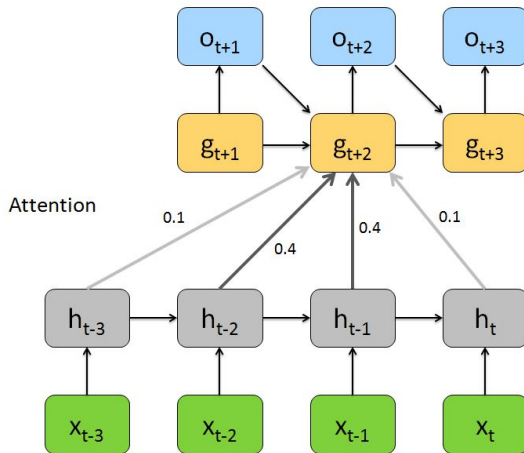 o_{t+1} o_{t+2} o_{t+3}
g_{t+1} g_{t+2} g_{t+3}
Attention
0.1 0.4 0.4 0.1
h_{t-3} h_{t-2} h_{t-1} h_t
x_{t-3} x_{t-2} x_{t-1} x_t